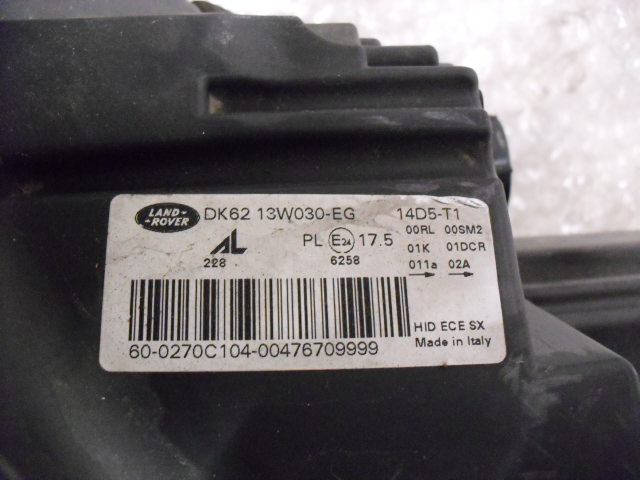 LAND-
ROVER
DK62 13W030-EG 14D5-T1
PL E24 17.5 00RL 00SM2
AL 01K 01DCR
228 6258 011a 02A
HID ECE SX
60-0270C104-00476709999 Made in Italy